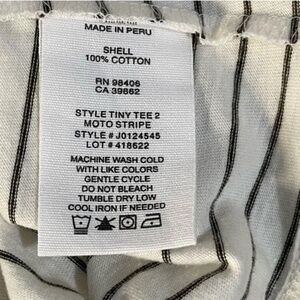 MADE IN PERU
SHELL
100% COTTON
RN 98406
CA 39862
STYLE TINY TEE 2
MOTO STRIPE
STYLE # J0124545
LOT # 418622
MACHINE WASH COLD
WITH LIKE COLORS
GENTLE CYCLE
DO NOT BLEACH
TUMBLE DRY LOW
COOL IRON IF NEEDED